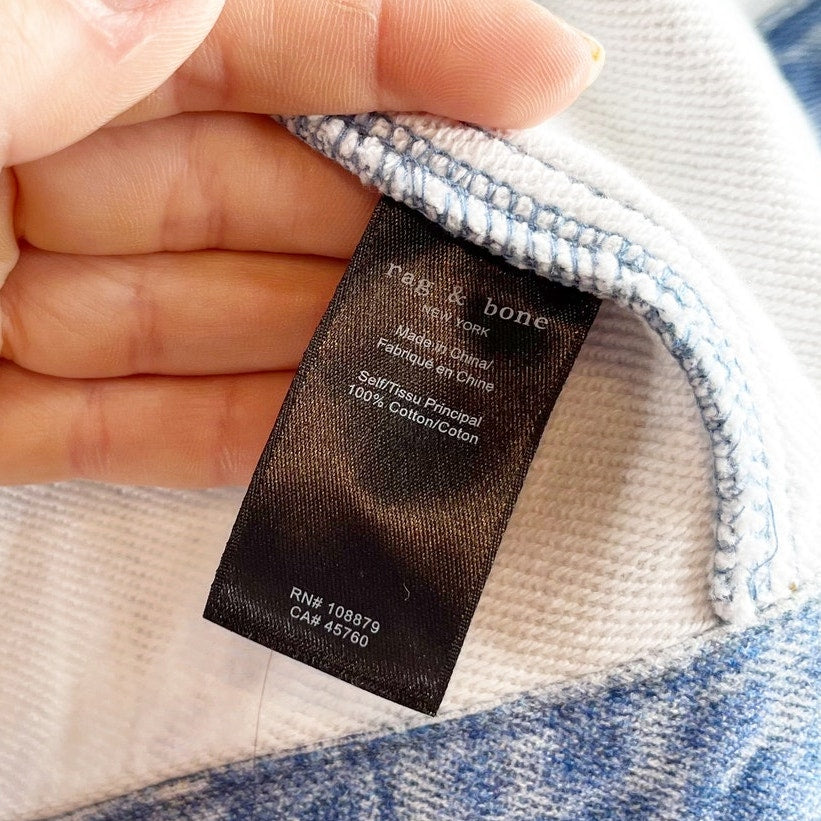 rag & bone
NEW YORK
Made in China/
Fabriqué en Chine
Self/Tissu Principal
100% Cotton/Coton
RN# 108879
CA# 45760